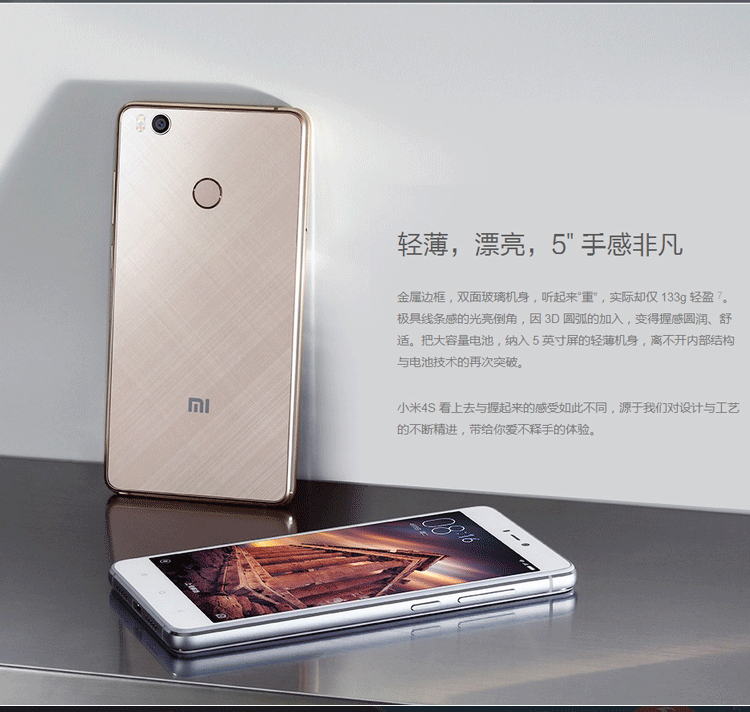 轻薄，漂亮，5" 手感非凡
金属边框，双面玻璃机身，听起来“重”，实际却仅 133g 轻盈 7。
极具线条感的光亮倒角，因 3D 圆弧的加入，变得握感圆润、舒
适。把大容量电池，纳入 5 英寸屏的轻薄机身，离不开内部结构
与电池技术的再次突破。
小米4S 看上去与握起来的感受如此不同，源于我们对设计与工艺
的不断精进，带给你爱不释手的体验。
MI
08:16